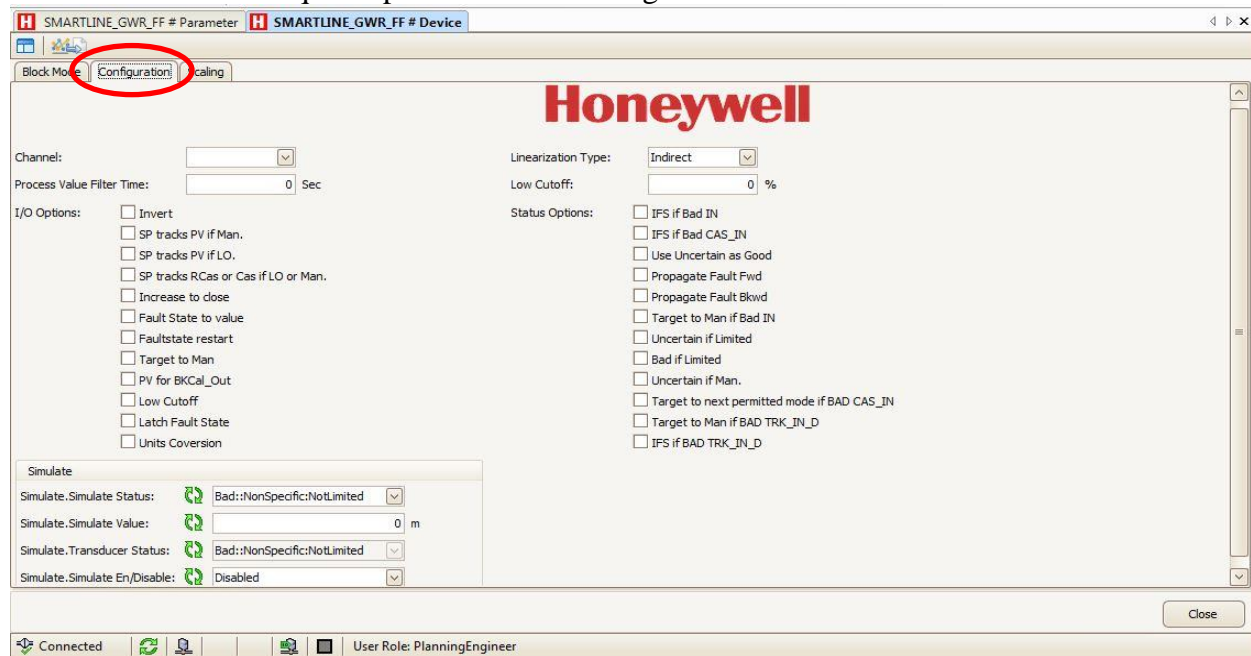 SMARTLINE_GWR_FF # Parameter SMARTLINE_GWR_FF # Device
Block Mode Configuration Scaling
Honeywell
Channel:
Process Value Filter Time: 0 Sec
I/O Options: Invert
SP tracks PV if Man.
SP tracks PV if LO.
SP tracks RCas or Cas if LO or Man.
Increase to close
Fault State to value
Faultstate restart
Target to Man
PV for BKCal_Out
Low Cutoff
Latch Fault State
Units Coversion
Linearization Type: Indirect
Low Cutoff: 0 %
Status Options: IFS if Bad IN
IFS if Bad CAS_IN
Use Uncertain as Good
Propagate Fault Fwd
Propagate Fault Bkwd
Target to Man if Bad IN
Uncertain if Limited
Bad if Limited
Uncertain if Man.
Target to next permitted mode if BAD CAS_IN
Target to Man if BAD TRK_IN_D
IFS if BAD TRK_IN_D
Simulate
Simulate.Simulate Status: Bad::NonSpecific:NotLimited
Simulate.Simulate Value: 0 m
Simulate.Transducer Status: Bad::NonSpecific:NotLimited
Simulate.Simulate En/Disable: Disabled
Close
Connected User Role: PlanningEngineer